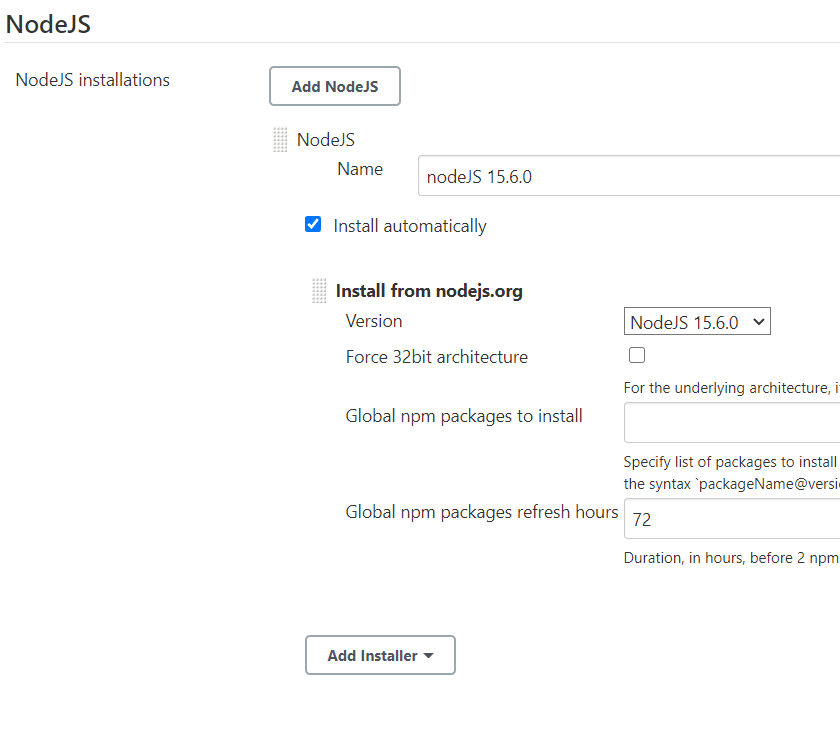 NodeJS
NodeJS installations
Add NodeJS
NodeJS
Name
nodeJS 15.6.0
Install automatically
Install from nodejs.org
Version
NodeJS 15.6.0
Force 32bit architecture
For the underlying architecture,
Global npm packages to install
Specify list of packages to install
the syntax `packageName@versi
Global npm packages refresh hours
72
Duration, in hours, before 2 npm
Add Installer